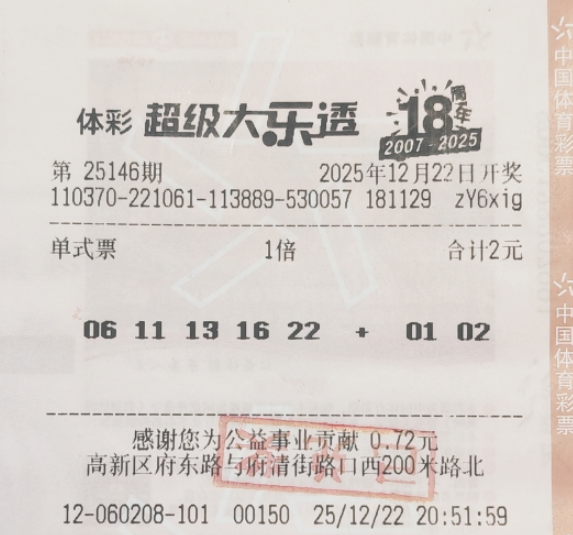 体彩 超级大乐透 18周年
2007-2025
第 25146期 2025年12月22日开奖
110370-221061-113889-530057 181129 zY6xig
单式票 1倍 合计2元
06 11 13 16 22 + 01 02
感谢您为公益事业贡献 0.72元
高新区府东路与府清街路口西200米路北
12-060208-101 00150 25/12/22 20:51:59
中国体育彩票
中国体育彩票